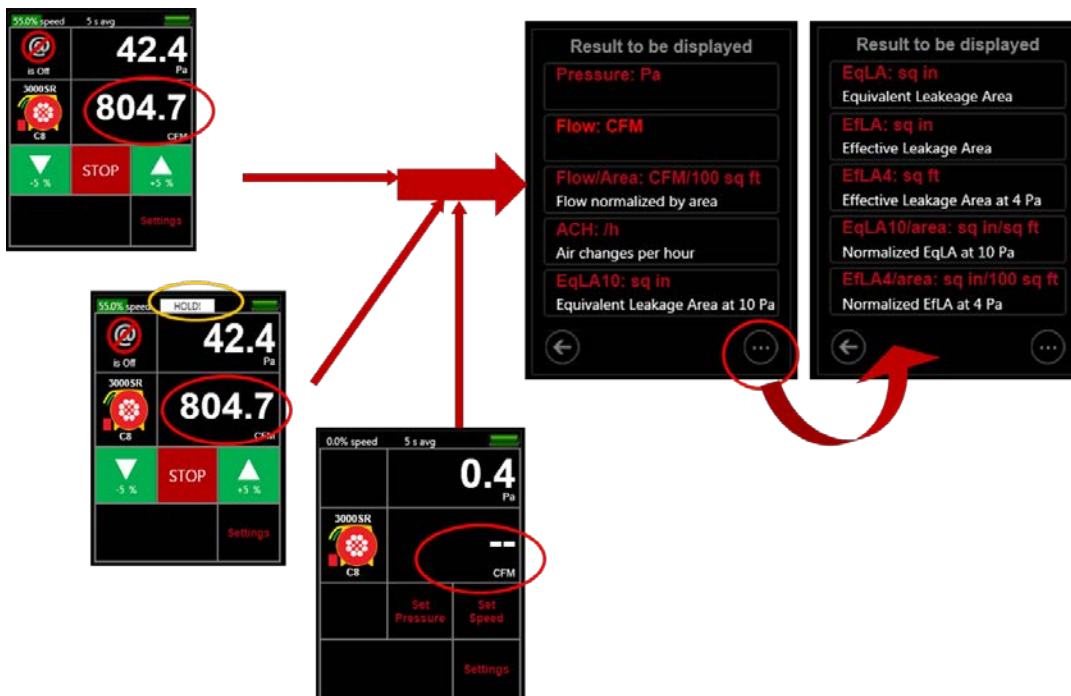 55.0% speed 5 s avg
42.4
Pa
is Off
3000SR
804.7
C8
CFM
-5 %
STOP
+5 %
Settings
55.0% speed HOLD!
42.4
Pa
is Off
3000SR
804.7
C8
CFM
-5 %
STOP
+5 %
Settings
0.0% speed 5 s avg
0.4
Pa
3000SR
--
C8
CFM
Set Pressure
Set Speed
Settings
Result to be displayed
Pressure: Pa
Flow: CFM
Flow/Area: CFM/100 sq ft
Flow normalized by area
ACH: /h
Air changes per hour
EqLA10: sq in
Equivalent Leakage Area at 10 Pa
Result to be displayed
EqLA: sq in
Equivalent Leakeage Area
EfLA: sq in
Effective Leakage Area
EfLA4: sq ft
Effective Leakage Area at 4 Pa
EqLA10/area: sq in/sq ft
Normalized EqLA at 10 Pa
EfLA4/area: sq in/100 sq ft
Normalized EfLA at 4 Pa